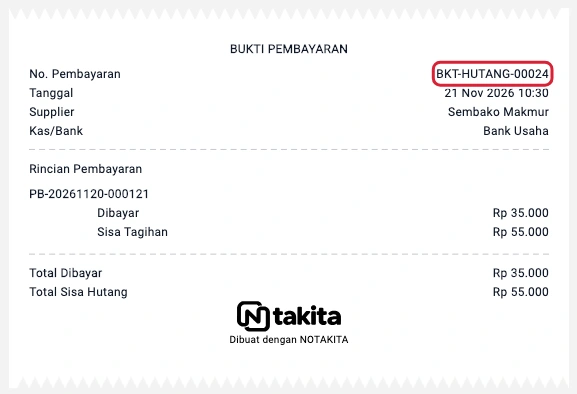 BUKTI PEMBAYARAN
No. Pembayaran BKT-HUTANG-00024
Tanggal 21 Nov 2026 10:30
Supplier Sembako Makmur
Kas/Bank Bank Usaha
Rincian Pembayaran
PB-20261120-000121
Dibayar Rp 35.000
Sisa Tagihan Rp 55.000
Total Dibayar Rp 35.000
Total Sisa Hutang Rp 55.000
Ntakita
Dibuat dengan NOTAKITA